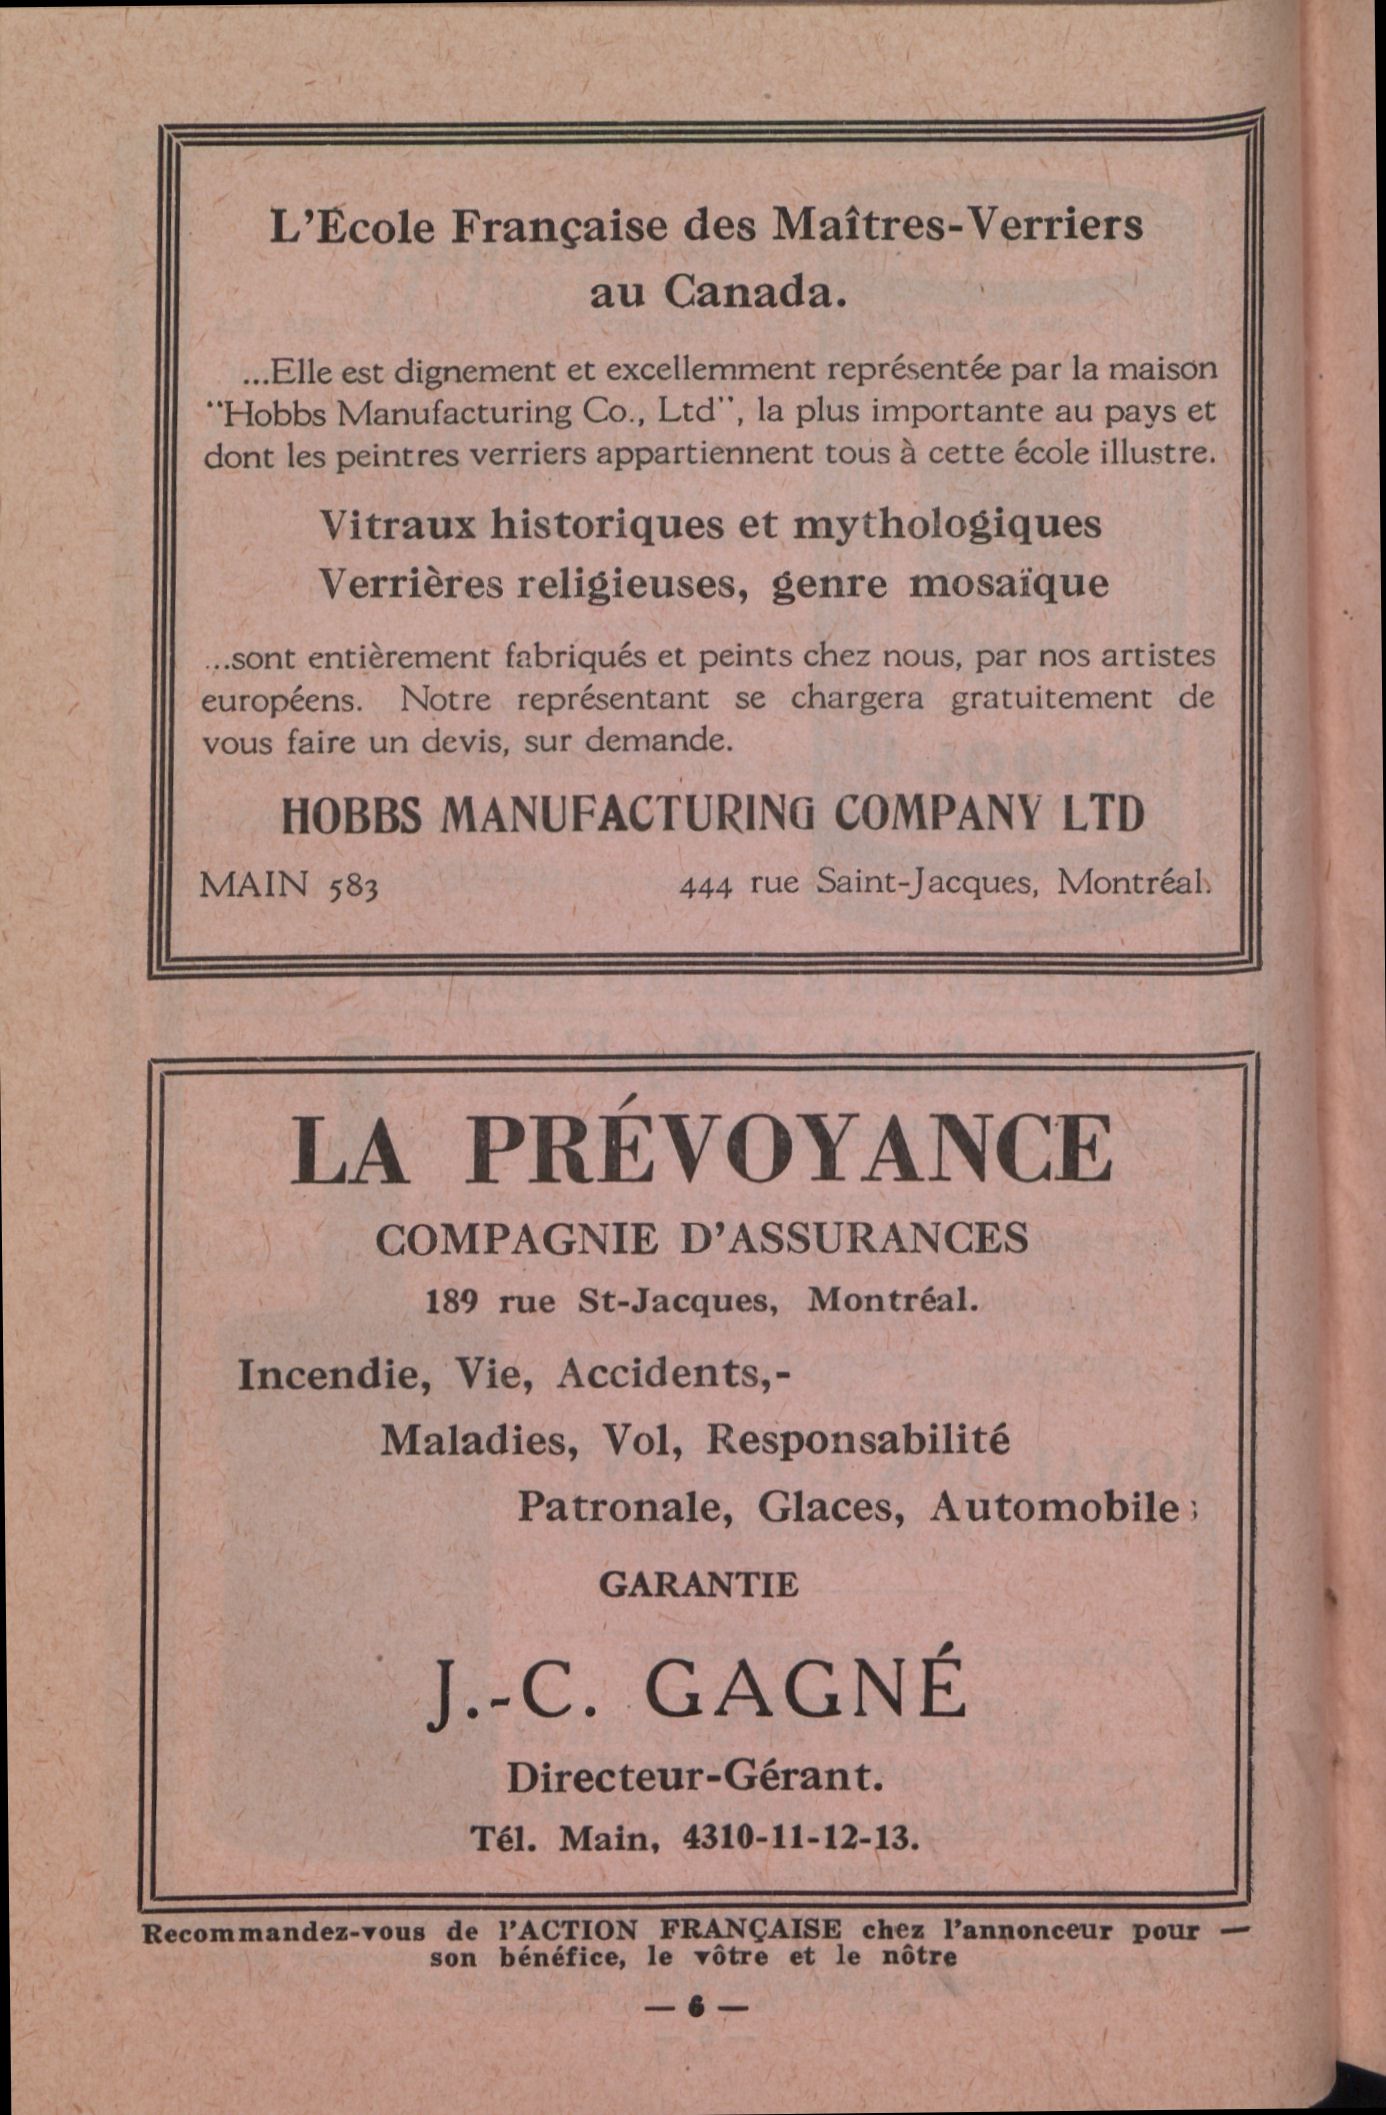 L'École Française des Maîtres-Verriers
au Canada.
...Elle est dignement et excellemment représentée par la maison
"Hobbs Manufacturing Co., Ltd", la plus importante au pays et
dont les peintres verriers appartiennent tous à cette école illustre.
Vitraux historiques et mythologiques
Verrières religieuses, genre mosaïque
...sont entièrement fabriqués et peints chez nous, par nos artistes
européens. Notre représentant se chargera gratuitement de
vous faire un devis, sur demande.
HOBBS MANUFACTURING COMPANY LTD
MAIN 583 444 rue Saint-Jacques, Montréal.
LA PRÉVOYANCE
COMPAGNIE D'ASSURANCES
189 rue St-Jacques, Montréal.
Incendie, Vie, Accidents,-
Maladies, Vol, Responsabilité
Patronale, Glaces, Automobile;
GARANTIE
J.-C. GAGNÉ
Directeur-Gérant.
Tél. Main, 4310-11-12-13.
Recommandez-vous de l'ACTION FRANÇAISE chez l'annonceur pour —
son bénéfice, le vôtre et le nôtre
— 6 —